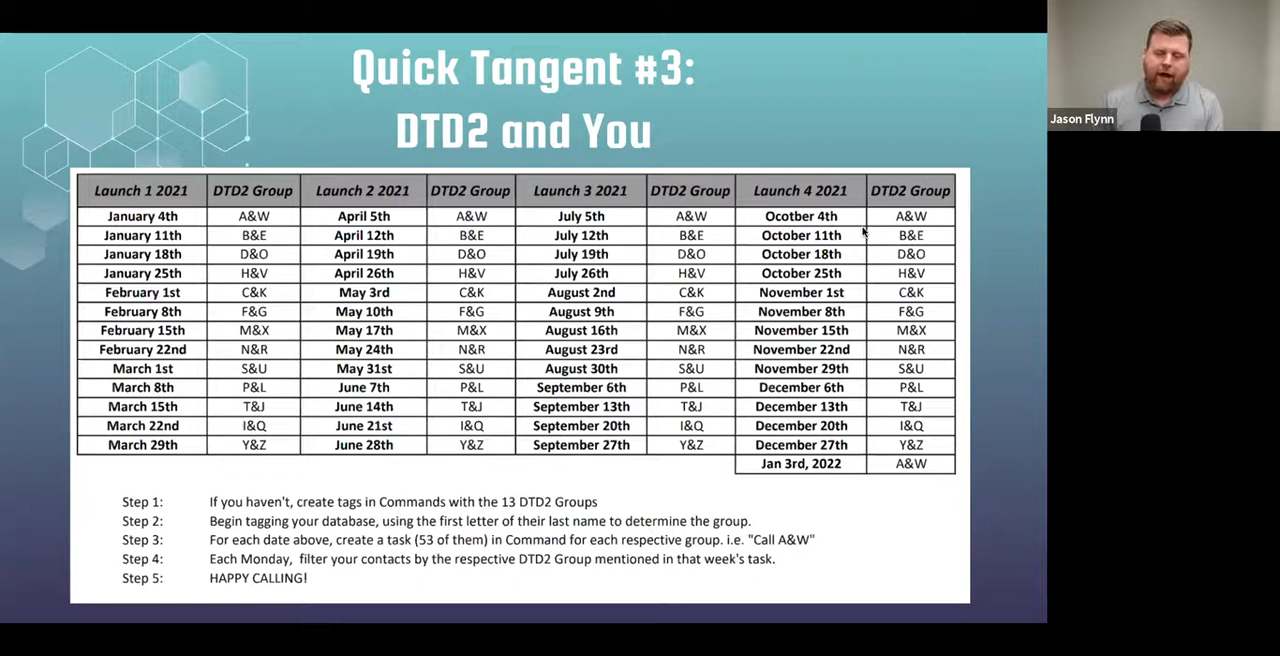 Quick Tangent #3:
DTD2 and You
Jason Flynn
Launch 1 2021 DTD2 Group Launch 2 2021 DTD2 Group Launch 3 2021 DTD2 Group Launch 4 2021 DTD2 Group
January 4th A&W April 5th A&W July 5th A&W Ocotber 4th A&W
January 11th B&E April 12th B&E July 12th B&E October 11th B&E
January 18th D&O April 19th D&O July 19th D&O October 18th D&O
January 25th H&V April 26th H&V July 26th H&V October 25th H&V
February 1st C&K May 3rd C&K August 2nd C&K November 1st C&K
February 8th F&G May 10th F&G August 9th F&G November 8th F&G
February 15th M&X May 17th M&X August 16th M&X November 15th M&X
February 22nd N&R May 24th N&R August 23rd N&R November 22nd N&R
March 1st S&U May 31st S&U August 30th S&U November 29th S&U
March 8th P&L June 7th P&L September 6th P&L December 6th P&L
March 15th T&J June 14th T&J September 13th T&J December 13th T&J
March 22nd I&Q June 21st I&Q September 20th I&Q December 20th I&Q
March 29th Y&Z June 28th Y&Z September 27th Y&Z December 27th Y&Z
Jan 3rd, 2022 A&W
Step 1: If you haven't, create tags in Commands with the 13 DTD2 Groups
Step 2: Begin tagging your database, using the first letter of their last name to determine the group.
Step 3: For each date above, create a task (53 of them) in Command for each respective group. i.e. "Call A&W"
Step 4: Each Monday, filter your contacts by the respective DTD2 Group mentioned in that week's task.
Step 5: HAPPY CALLING!